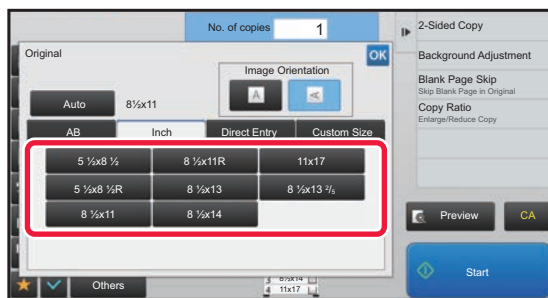 No. of copies 1
Original
OK
Image Orientation
A A
Auto 8½x11
AB Inch Direct Entry Custom Size
5 ½x8 ½ 8 ½x11R 11x17
5 ½x8 ½R 8 ½x13 8 ½x13 ²/₅
8 ½x11 8 ½x14
Others
8½x14
11x17
2-Sided Copy
Background Adjustment
Blank Page Skip
Skip Blank Page in Original
Copy Ratio
Enlarge/Reduce Copy
Preview CA
Start